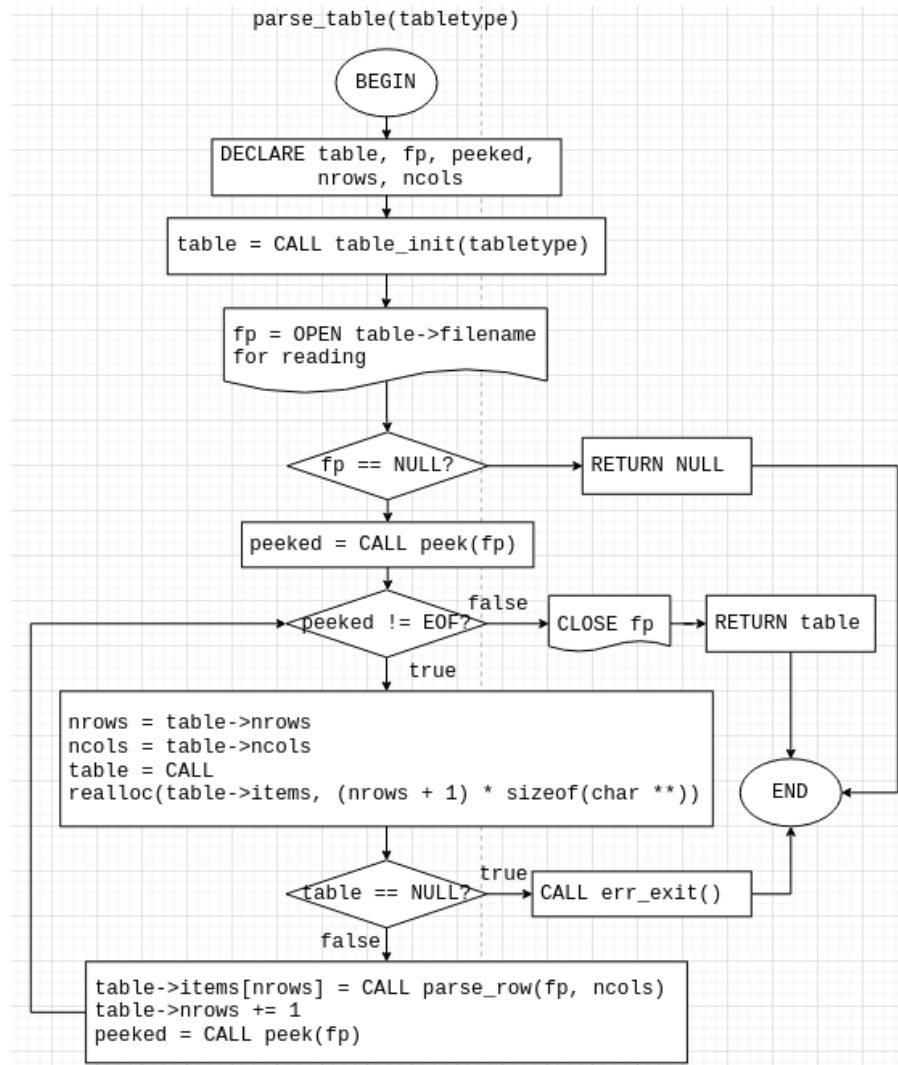 parse_table(tabletype)
BEGIN
DECLARE table, fp, peeked,
nrows, ncols
table = CALL table_init(tabletype)
fp = OPEN table->filename
for reading
fp == NULL?
RETURN NULL
peeked = CALL peek(fp)
peeked != EOF?
false
CLOSE fp
RETURN table
true
nrows = table->nrows
ncols = table->ncols
table = CALL
realloc(table->items, (nrows + 1) * sizeof(char **))
END
table == NULL?
true
CALL err_exit()
false
table->items[nrows] = CALL parse_row(fp, ncols)
table->nrows += 1
peeked = CALL peek(fp)